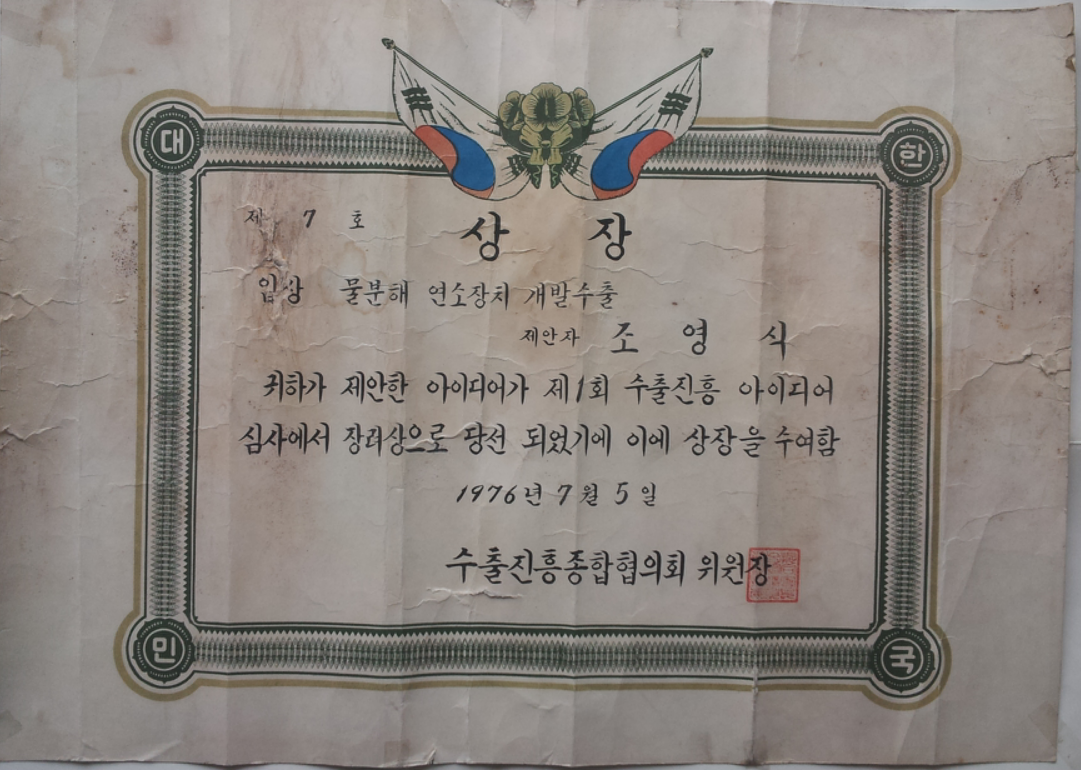 대 한
제 7 호
상 장
입상 물분해 연소장치 개발수출
제안자 조 영 식
귀하가 제안한 아이디어가 제1회 수출진흥 아이디어
심사에서 장려상으로 당선 되었기에 이에 상장을 수여함
1976년 7월 5일
수출진흥종합협의회 위원장
민 국